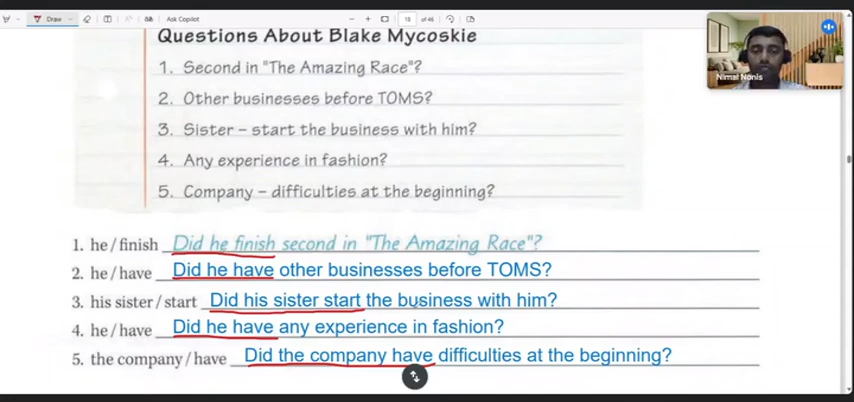 Draw
Ask Copilot
18 of 46
Questions About Blake Mycoskie
1. Second in "The Amazing Race"?
2. Other businesses before TOMS?
3. Sister – start the business with him?
4. Any experience in fashion?
5. Company – difficulties at the beginning?
Nimal Nonis
1. he / finish Did he finish second in "The Amazing Race"?
2. he / have Did he have other businesses before TOMS?
3. his sister / start Did his sister start the business with him?
4. he / have Did he have any experience in fashion?
5. the company / have Did the company have difficulties at the beginning?